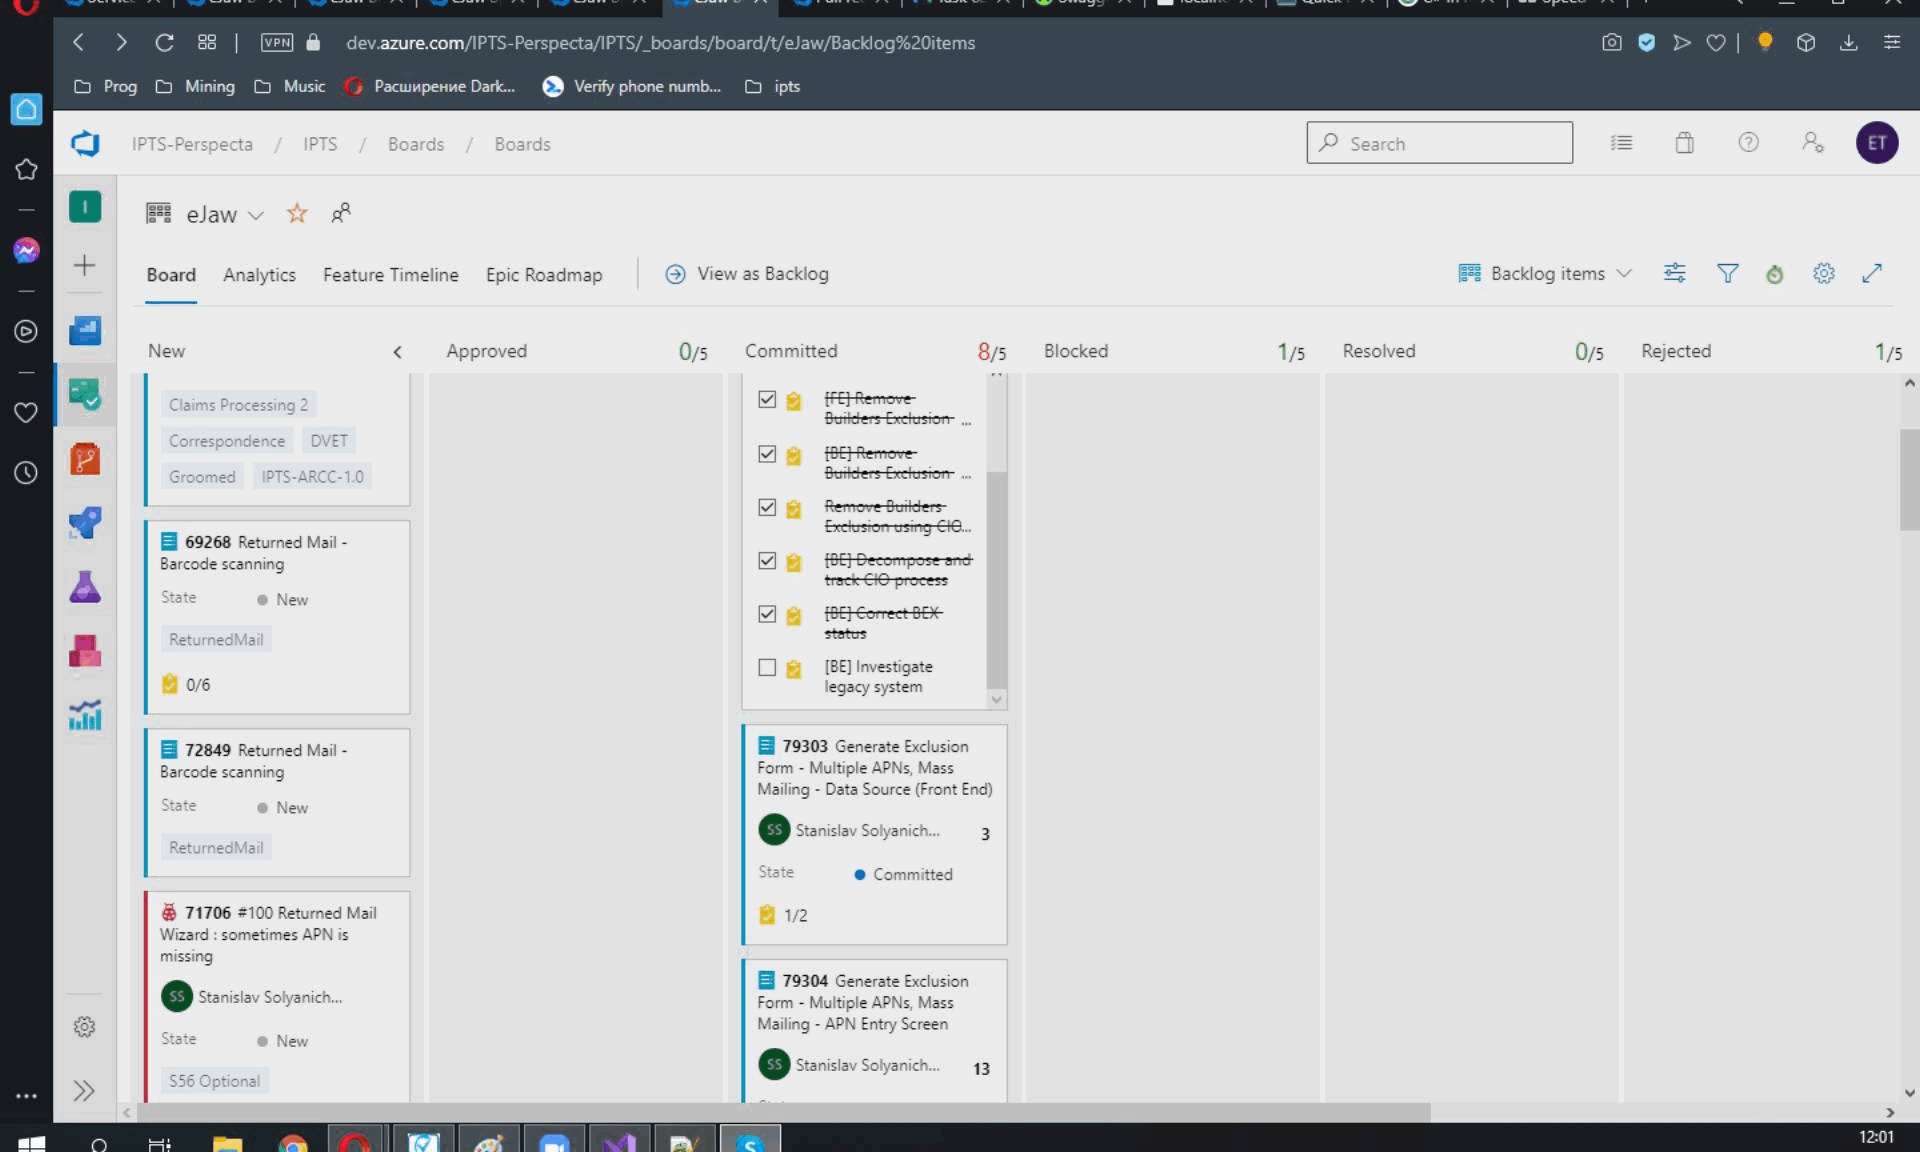 VPN
dev.azure.com/IPTS-Perspecta/IPTS/_boards/board/t/eJaw/Backlog%20items
Prog
Mining
Music
Расширение Dark...
Verify phone numb...
ipts
IPTS-Perspecta / IPTS / Boards / Boards
Search
ET
I
eJaw
Board
Analytics
Feature Timeline
Epic Roadmap
View as Backlog
Backlog items
New
Approved
0/5
Committed
8/5
Blocked
1/5
Resolved
0/5
Rejected
1/5
Claims Processing 2
Correspondence
DVET
Groomed
IPTS-ARCC-1.0
69268 Returned Mail -
Barcode scanning
State
New
ReturnedMail
0/6
72849 Returned Mail -
Barcode scanning
State
New
ReturnedMail
71706 #100 Returned Mail
Wizard : sometimes APN is
missing
SS
Stanislav Solyanich...
State
New
S56 Optional
[FE] Remove
Builders Exclusion ...
[BE] Remove
Builders Exclusion ...
Remove Builders
Exclusion using CIO...
[BE] Decompose and
track CIO process
[BE] Correct BEX
status
[BE] Investigate
legacy system
79303 Generate Exclusion
Form - Multiple APNs, Mass
Mailing - Data Source (Front End)
SS
Stanislav Solyanich...
3
State
Committed
1/2
79304 Generate Exclusion
Form - Multiple APNs, Mass
Mailing - APN Entry Screen
SS
Stanislav Solyanich...
13
12:01